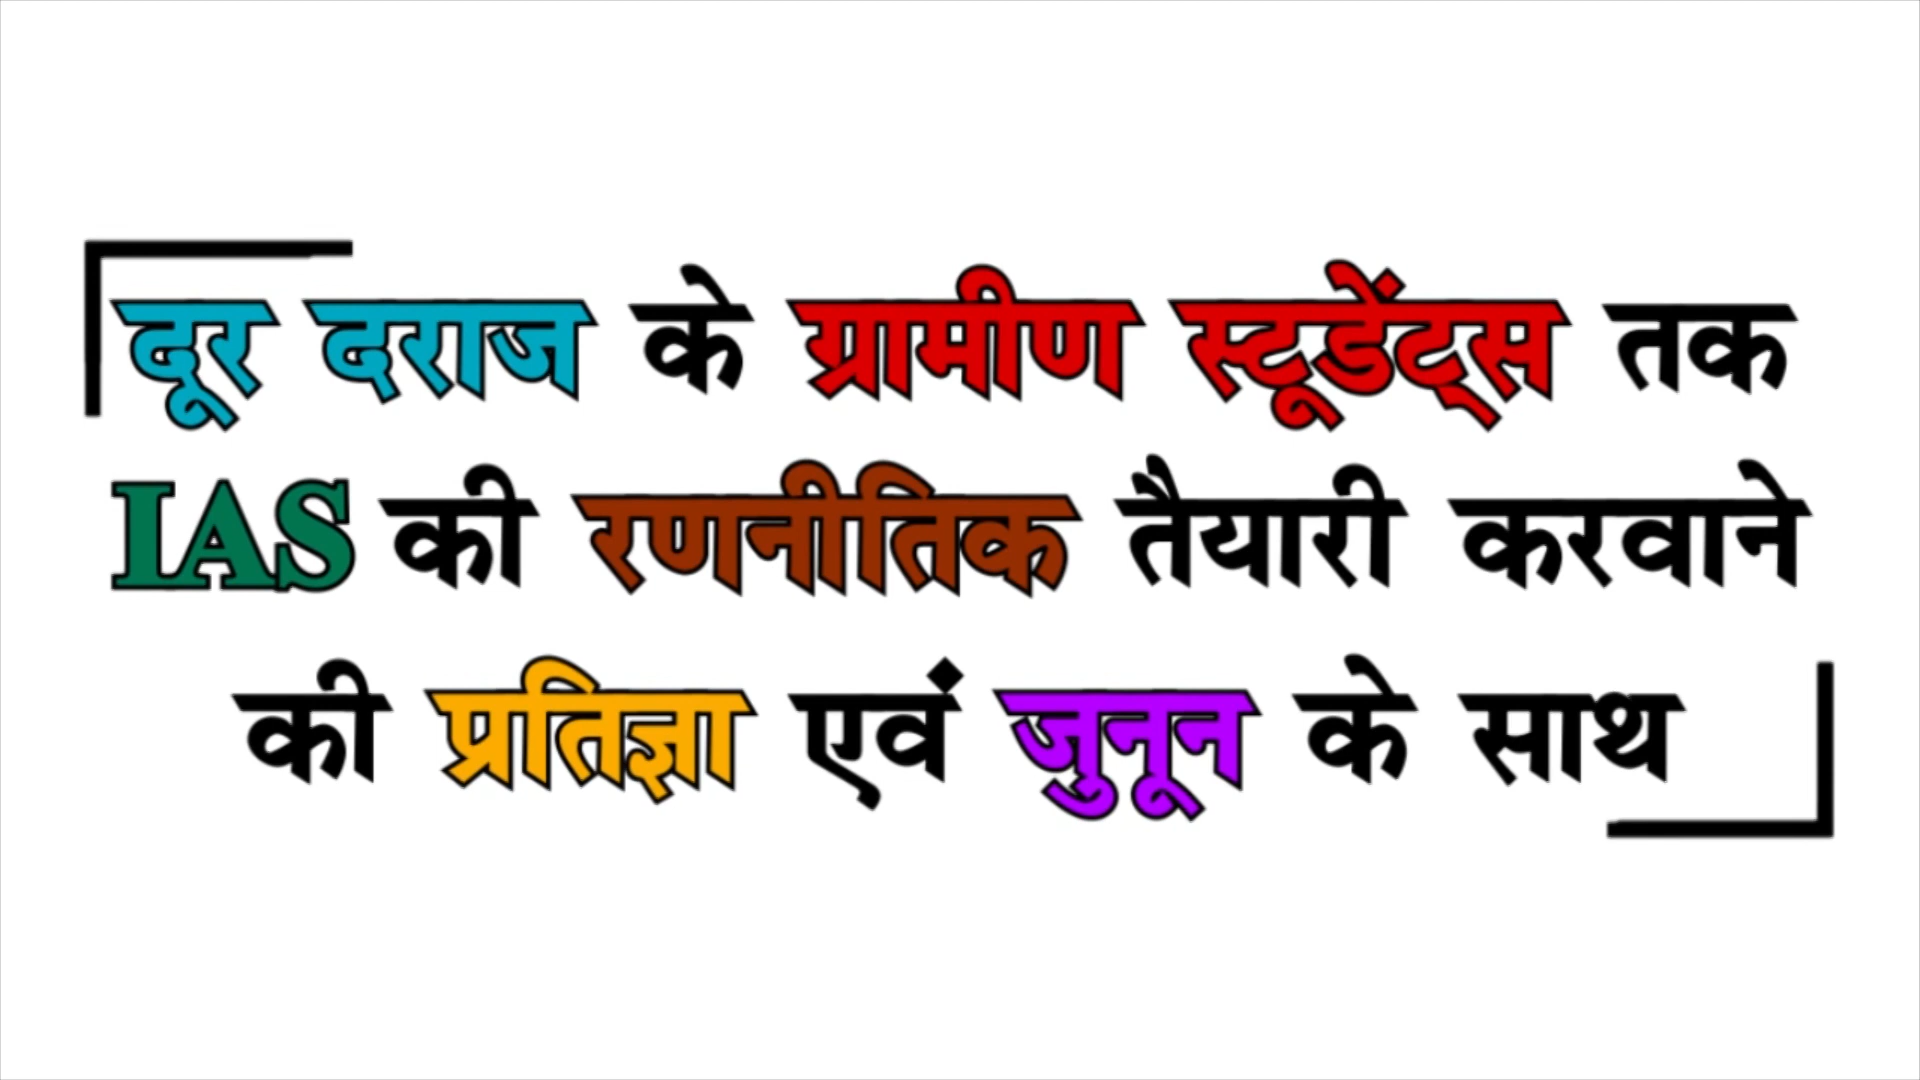 दूर दराज के ग्रामीण स्टूडेंट्स तक
IAS की रणनीतिक तैयारी करवाने
की प्रतिज्ञा एवं जुनून के साथ